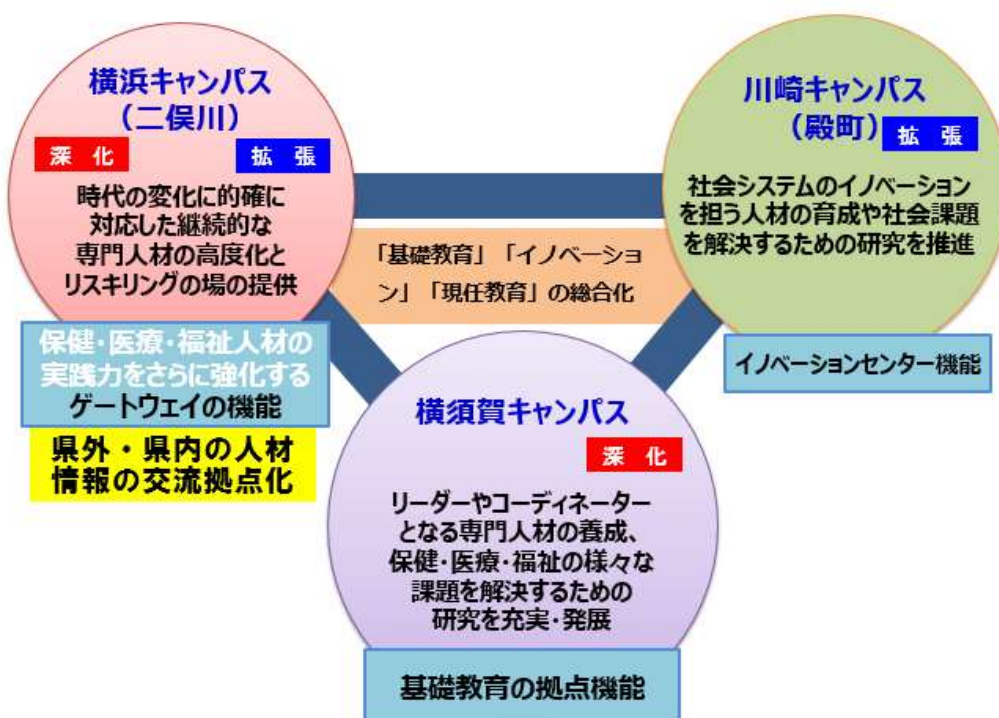 横浜キャンパス
（二俣川）
深 化
拡 張
時代の変化に的確に
対応した継続的な
専門人材の高度化と
リスキリングの場の提供
保健・医療・福祉人材の
実践力をさらに強化する
ゲートウェイの機能
県外・県内の人材
情報の交流拠点化
川崎キャンパス
（殿町）
拡 張
社会システムのイノベーション
を担う人材の育成や社会課題
を解決するための研究を推進
イノベーションセンター機能
「基礎教育」「イノベーショ
ン」「現任教育」の総合化
横須賀キャンパス
深 化
リーダーやコーディネーター
となる専門人材の養成、
保健・医療・福祉の様々な
課題を解決するための
研究を充実・発展
基礎教育の拠点機能